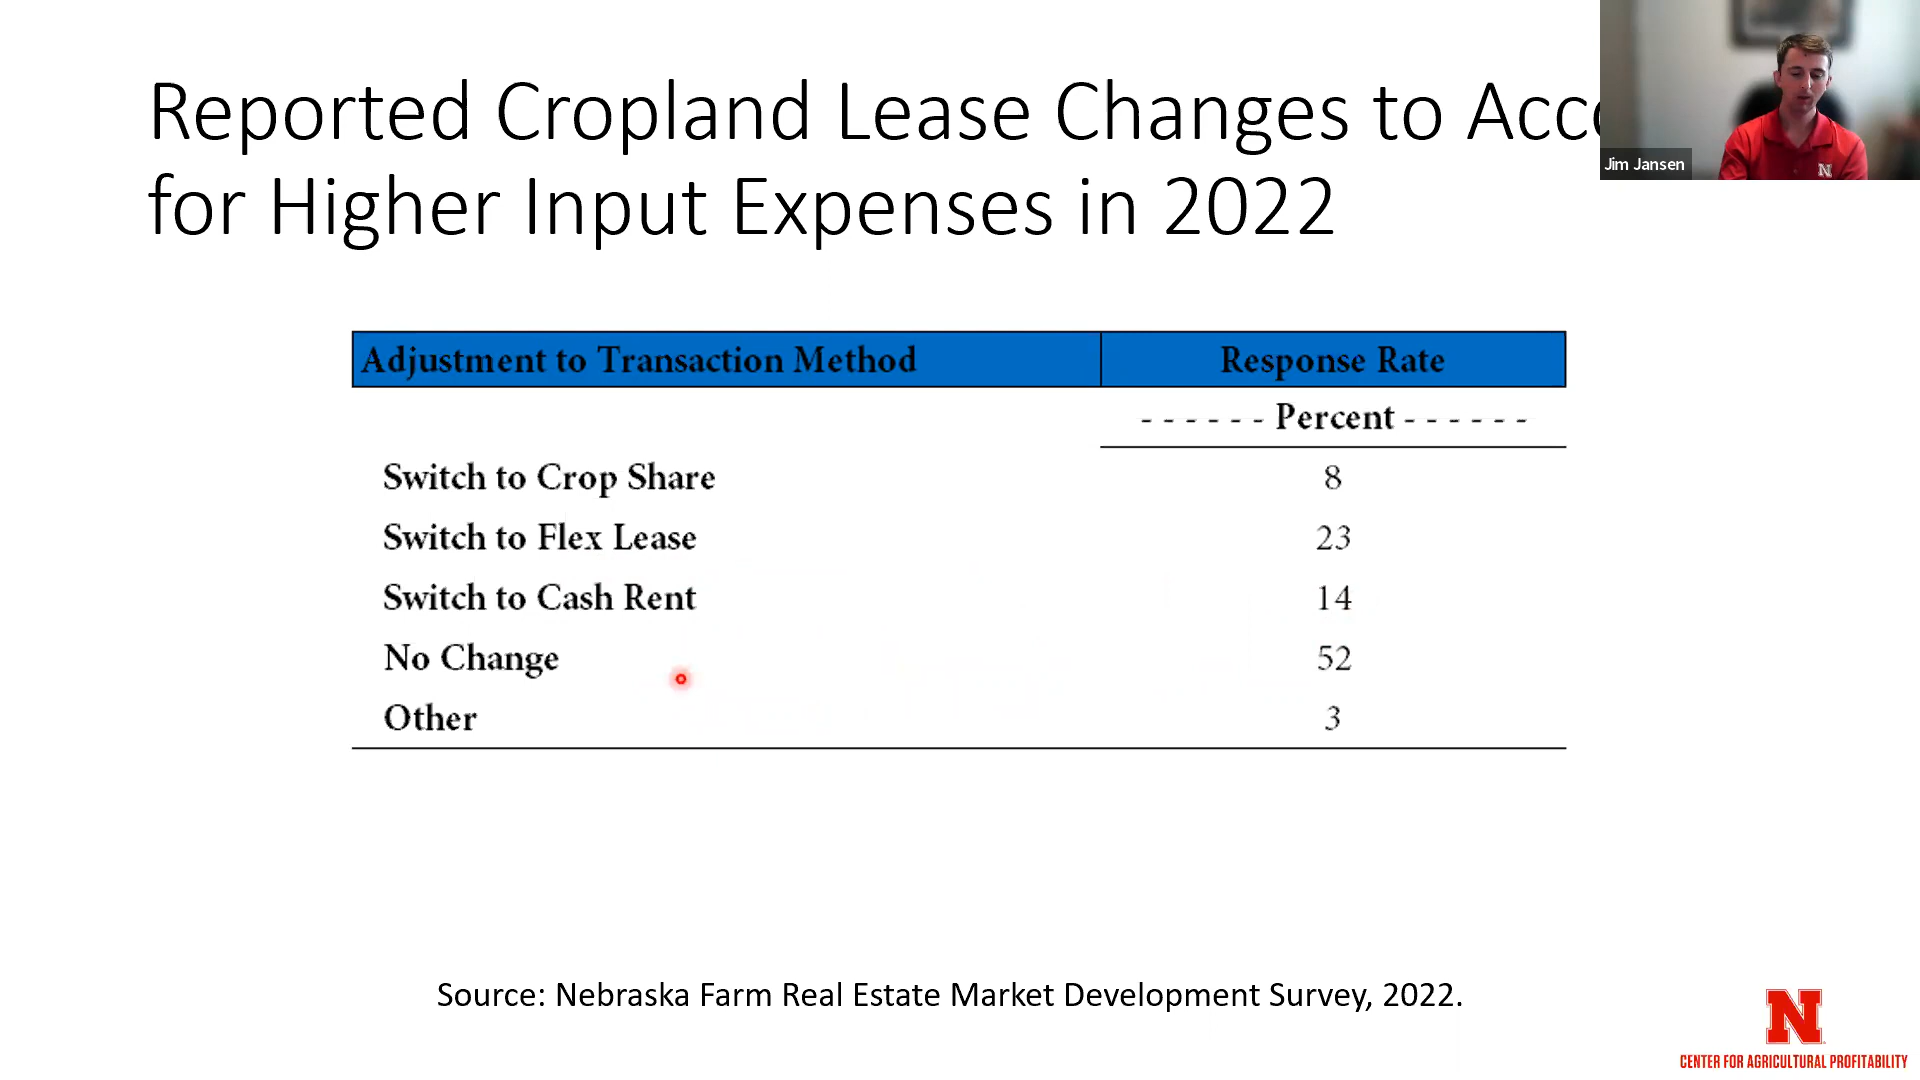 Reported Cropland Lease Changes to
for Higher Input Expenses in 2022
Jim Jansen
N
Adjustment to Transaction Method Response Rate
- - - - - - Percent - - - - - -
Switch to Crop Share 8
Switch to Flex Lease 23
Switch to Cash Rent 14
No Change 52
Other 3
Source: Nebraska Farm Real Estate Market Development Survey, 2022.
N
CENTER FOR AGRICULTURAL PROFITABILITY